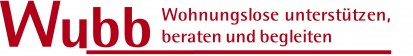 Wubb
Wohnungslose unterstützen,
beraten und begleiten